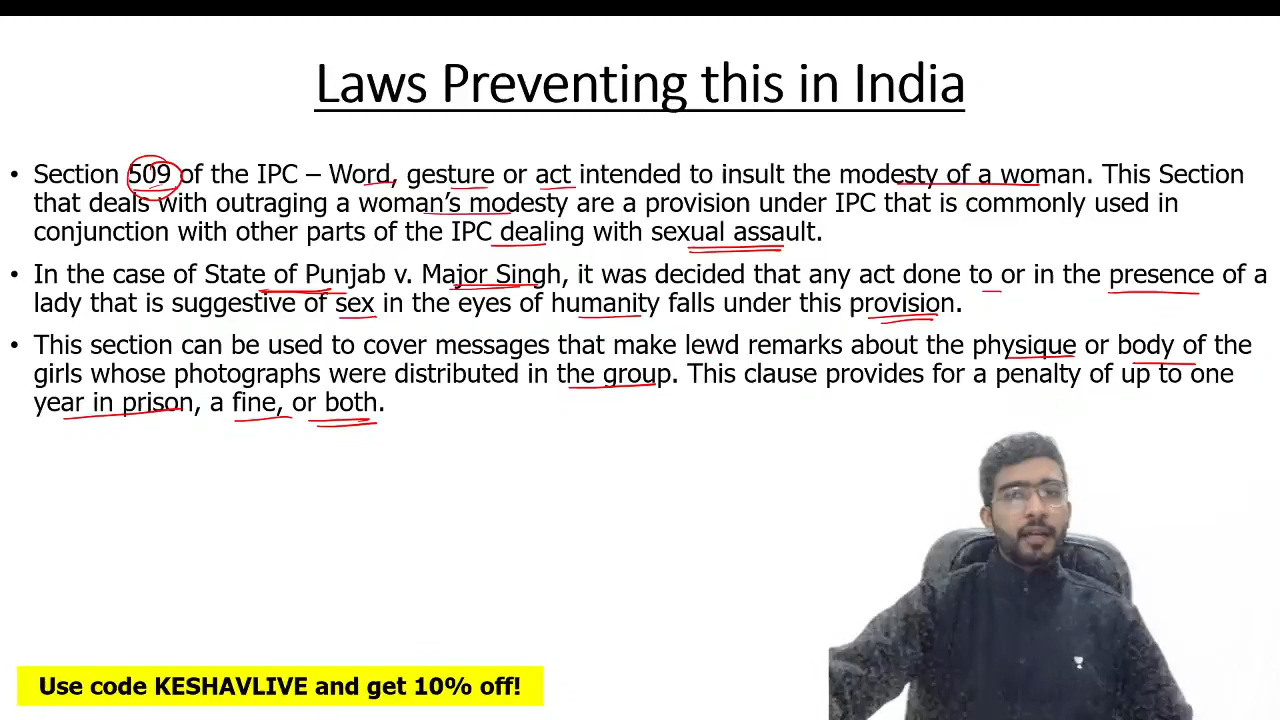 Laws Preventing this in India
• Section 509 of the IPC – Word, gesture or act intended to insult the modesty of a woman. This Section
that deals with outraging a woman's modesty are a provision under IPC that is commonly used in
conjunction with other parts of the IPC dealing with sexual assault.
• In the case of State of Punjab v. Major Singh, it was decided that any act done to or in the presence of a
lady that is suggestive of sex in the eyes of humanity falls under this provision.
• This section can be used to cover messages that make lewd remarks about the physique or body of the
girls whose photographs were distributed in the group. This clause provides for a penalty of up to one
year in prison, a fine, or both.
Use code KESHAVLIVE and get 10% off!